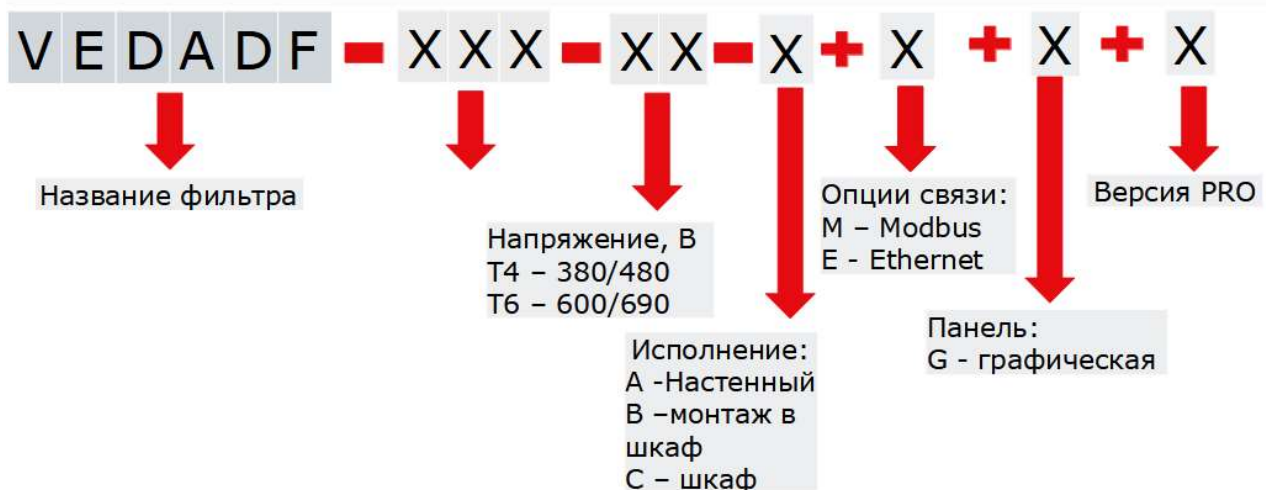 VEDADF - XXX - XX - X + X + X + X
Название фильтра
Напряжение, В
T4 – 380/480
T6 – 600/690
Исполнение:
A -Настенный
B –монтаж в
шкаф
C – шкаф
Опции связи:
M – Modbus
E - Ethernet
Панель:
G - графическая
Версия PRO